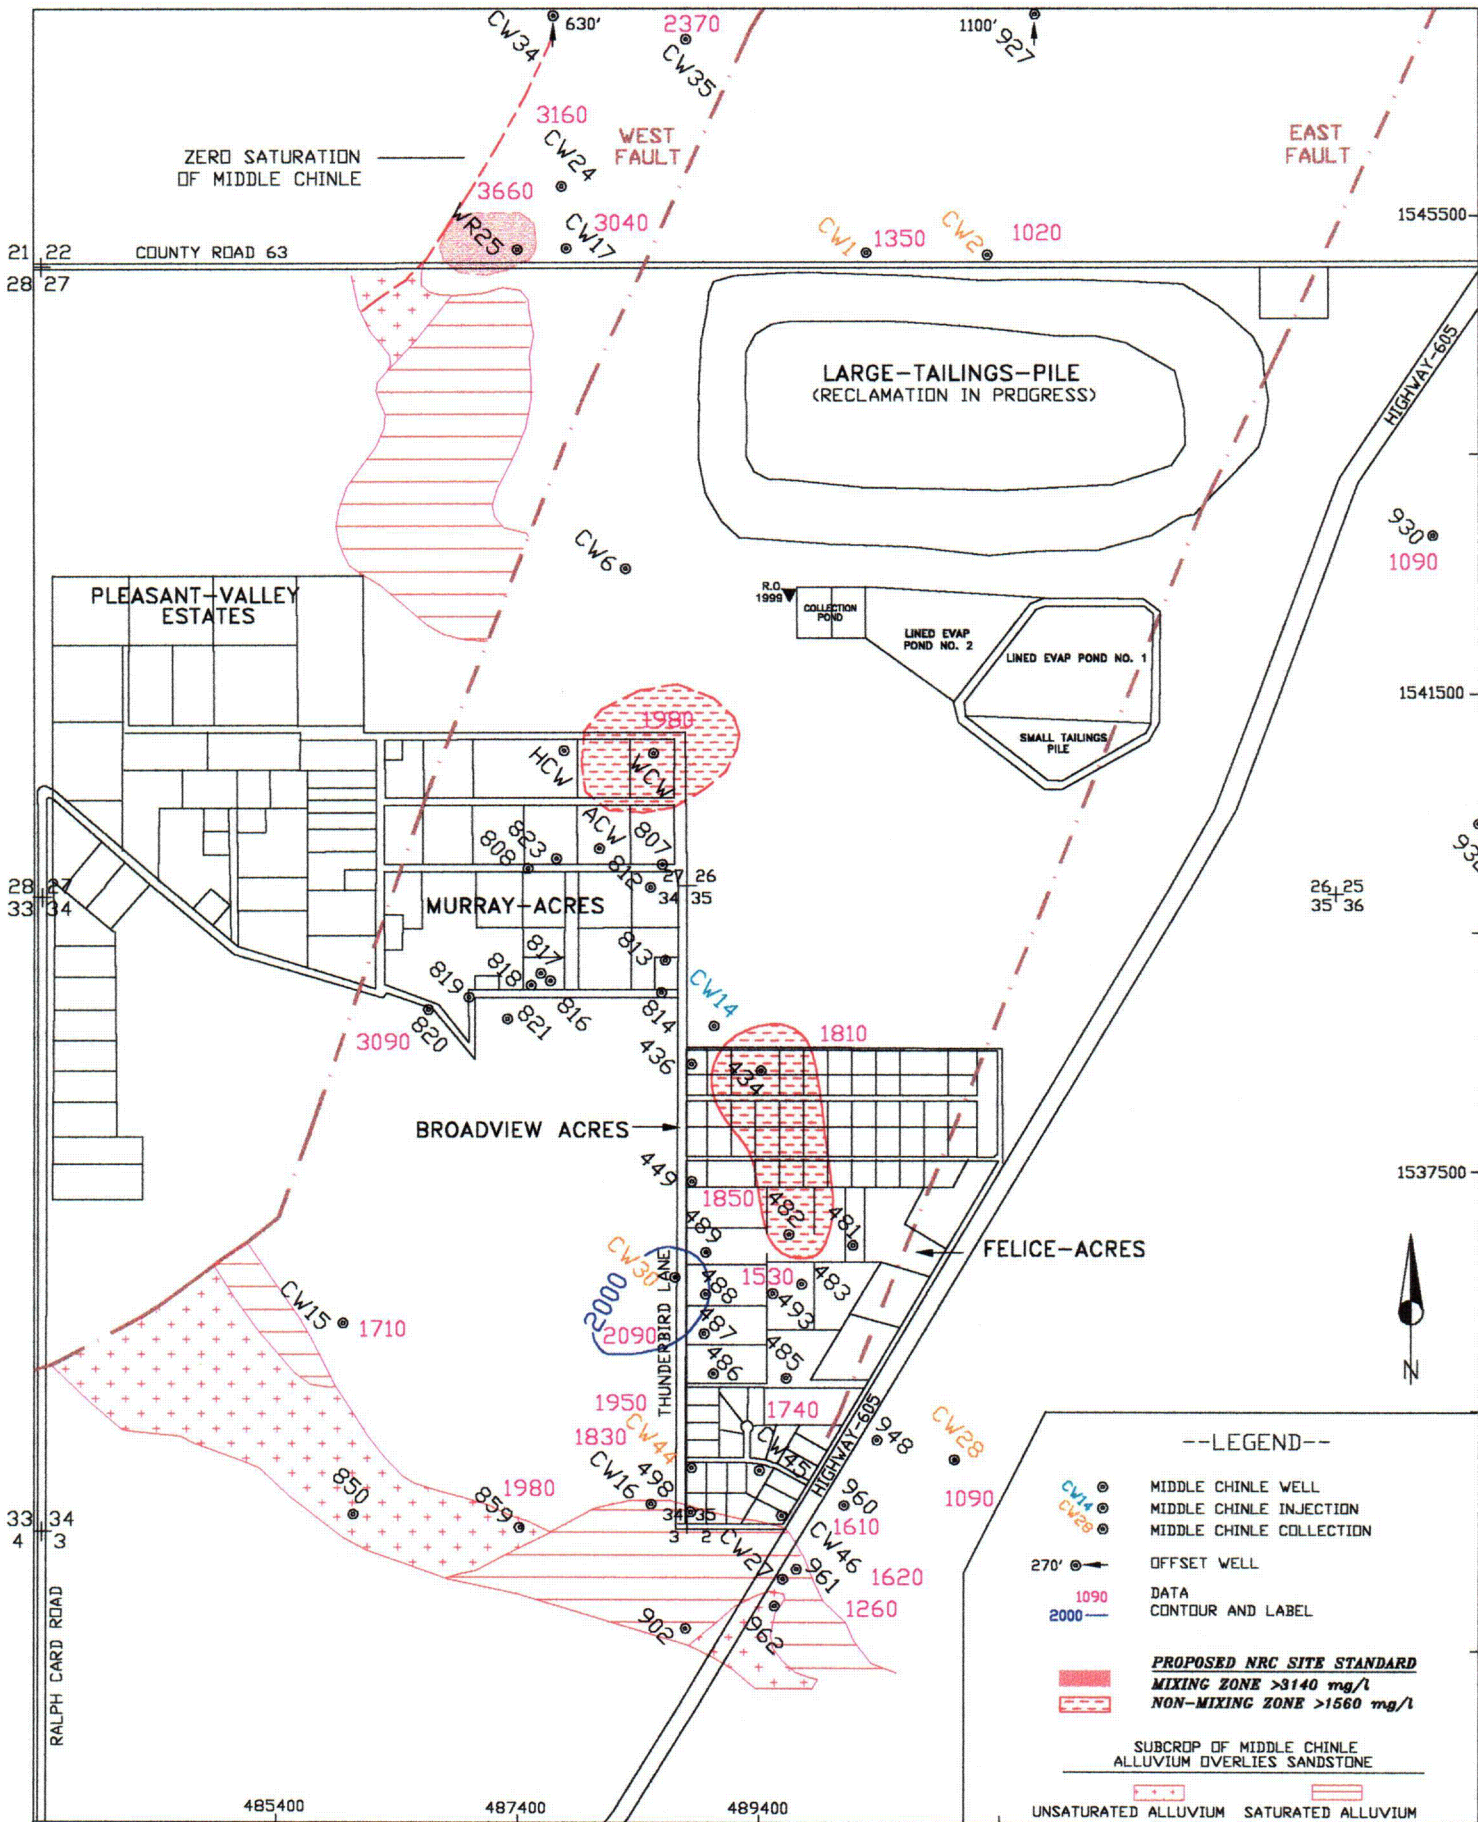 CW34
630'
2370
CW35
1100'
927
3160
CW24
WEST
FAULT
EAST
FAULT
ZERO SATURATION
OF MIDDLE CHINLE
3660
WR25
3040
CW17
CW1
1350
CW2
1020
1545500
21 22
28 27
COUNTY ROAD 63
HIGHWAY-605
LARGE-TAILINGS-PILE
(RECLAMATION IN PROGRESS)
930
1090
CW6
R.O.
1999
COLLECTION
POND
LINED EVAP
POND NO. 2
LINED EVAP POND NO. 1
SMALL TAILINGS
PILE
PLEASANT-VALLEY
ESTATES
1541500
1980
HCW
WCW
ACW
807
823
808
812
28 27
33 34
27 26
34 35
26 25
35 36
MURRAY-ACRES
817
818
813
819
816
814
821
820
3090
CW14
436
434
1810
BROADVIEW ACRES
449
1850
482
481
489
1537500
FELICE-ACRES
CW30
2000
2090
THUNDERBIRD LANE
488
1530
483
493
487
485
486
CW15
1710
N
1950
1740
1830
CW44
CW45
HIGHWAY-605
948
CW28
1090
CW16
498
850
1980
859
960
1610
33 34
4 3
34 35
3 2
CW46
CW27
961
1620
1260
902
962
RALPH CARD ROAD
485400
487400
489400
--LEGEND--
CW14
CW28
MIDDLE CHINLE WELL
MIDDLE CHINLE INJECTION
MIDDLE CHINLE COLLECTION
270'
OFFSET WELL
1090
DATA
2000
CONTOUR AND LABEL
PROPOSED NRC SITE STANDARD
MIXING ZONE >3140 mg/l
NON-MIXING ZONE >1560 mg/l
SUBCROP OF MIDDLE CHINLE
ALLUVIUM OVERLIES SANDSTONE
UNSATURATED ALLUVIUM
SATURATED ALLUVIUM